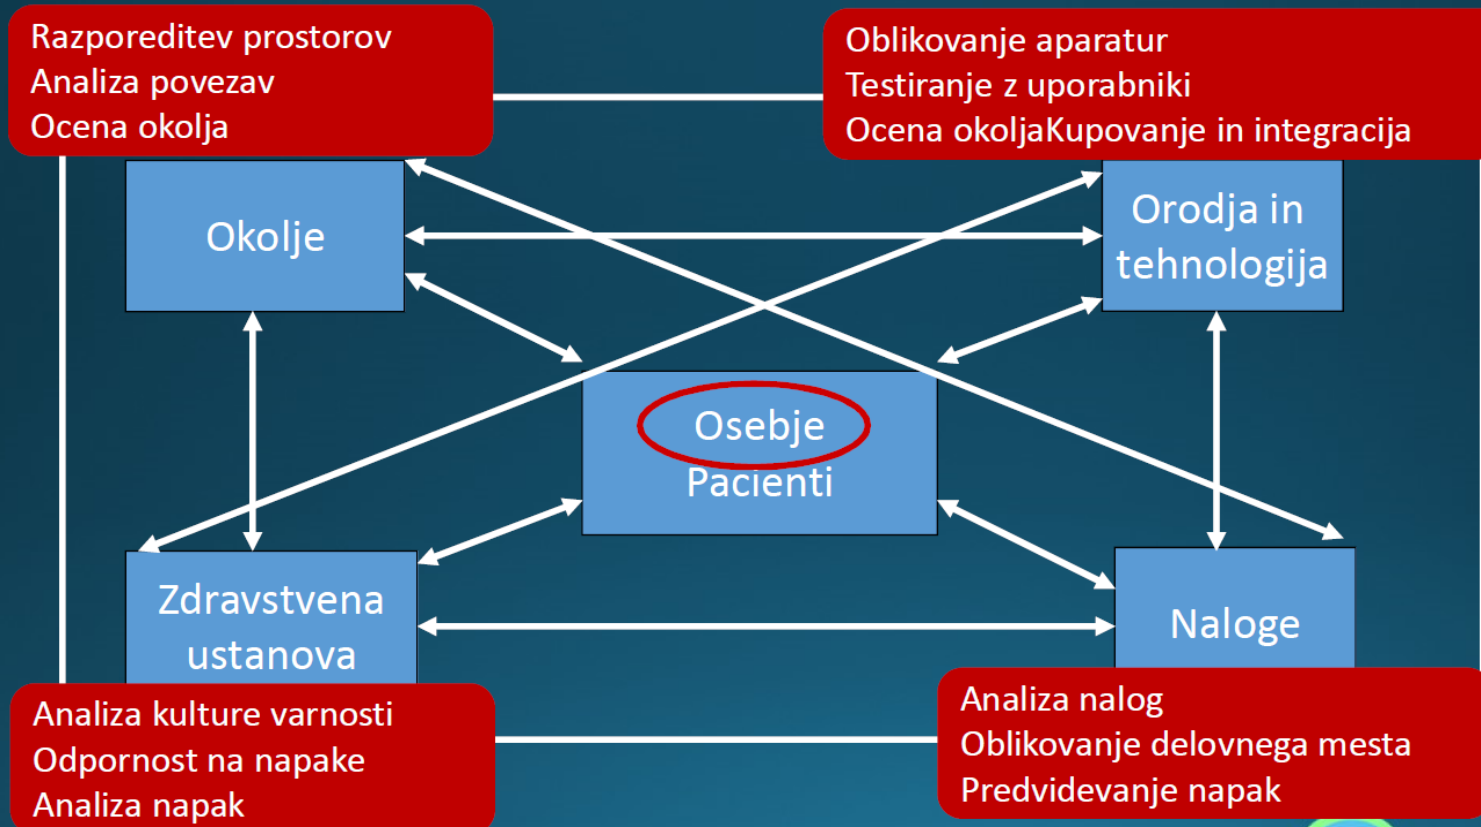 Razporeditev prostorov
Analiza povezav
Ocena okolja
Oblikovanje aparatur
Testiranje z uporabniki
Ocena okoljaKupovanje in integracija
Okolje
Orodja in
tehnologija
Osebje
Pacienti
Zdravstvena
ustanova
Naloge
Analiza kulture varnosti
Odpornost na napake
Analiza napak
Analiza nalog
Oblikovanje delovnega mesta
Predvidevanje napak